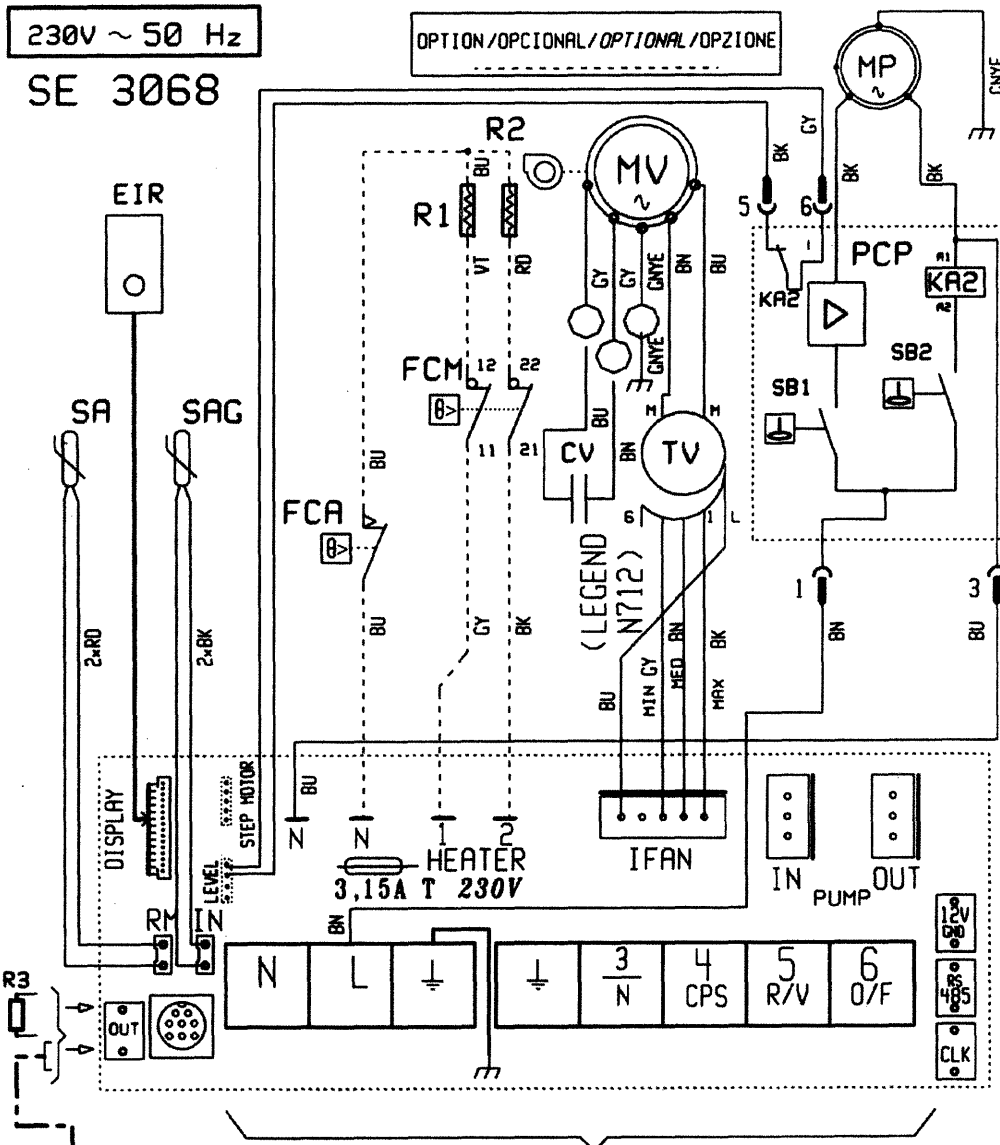 230V ~ 50 Hz
SE 3068
OPTION/OPCIONAL/OPTIONAL/OPZIONE
MP
~
GNYE
R2
MV
~
BK
GY
BK
BK
EIR
R1
BU
5
6
PCP
VT
RD
GY
GY
GNYE
BN
BU
KA2
A1
KA2
A2
FCM
12
22
GNYE
SB1
SB2
θ>
SA
SAG
11
21
BU
CV
BU
BN
M
M
TV
FCA
θ>
6
1
L
(LEGEND
N712)
1
3
2xRD
2xBK
BU
GY
BK
BU
MIN GY
MED BN
MAX BK
BN
BU
DISPLAY
STEP MOTOR
LEVEL
BU
N
N
1
2
HEATER
3,15A T 230V
IFAN
IN
OUT
PUMP
RM
IN
BN
12V
GND
N
L
3
N
4
CPS
5
R/V
6
O/F
RS
485
R3
OUT
CLK